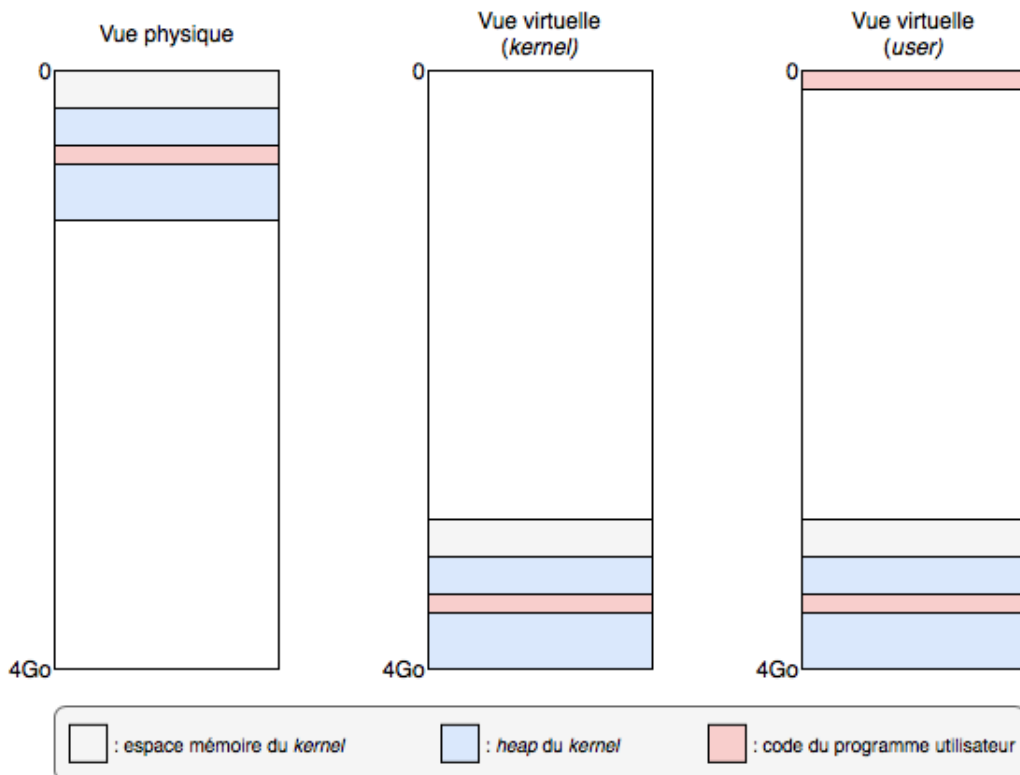 Vue physique
Vue virtuelle
(kernel)
Vue virtuelle
(user)
0
0
0
4Go
4Go
4Go
: espace mémoire du kernel
: heap du kernel
: code du programme utilisateur